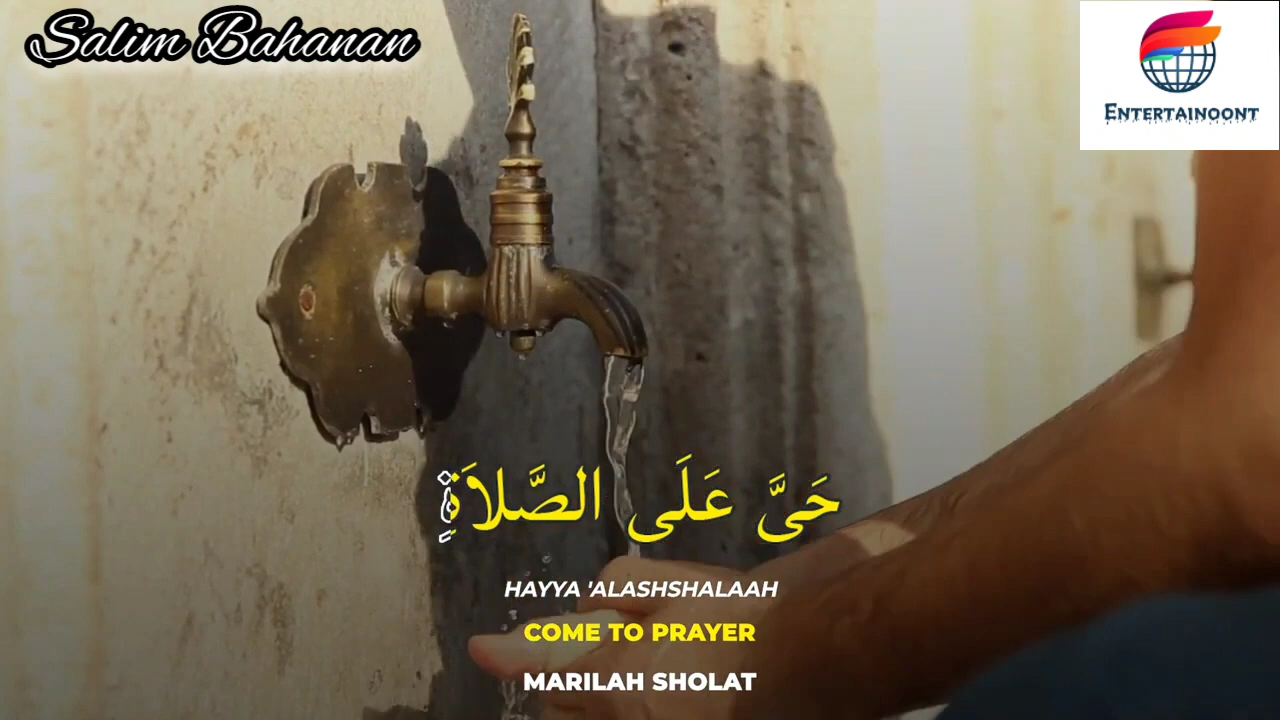 Salim Bahanan
ENTERTAINOONT
حَيَّ عَلَى الصَّلاَةِ
HAYYA 'ALASHSHALAAH
COME TO PRAYER
MARILAH SHOLAT